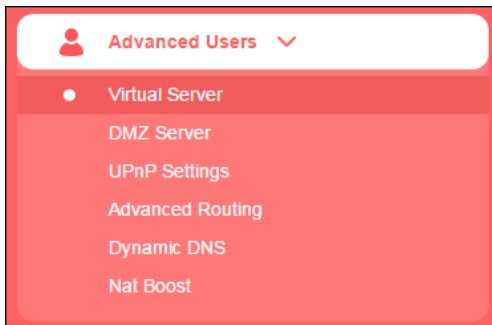 Advanced Users
Virtual Server
DMZ Server
UPnP Settings
Advanced Routing
Dynamic DNS
Nat Boost